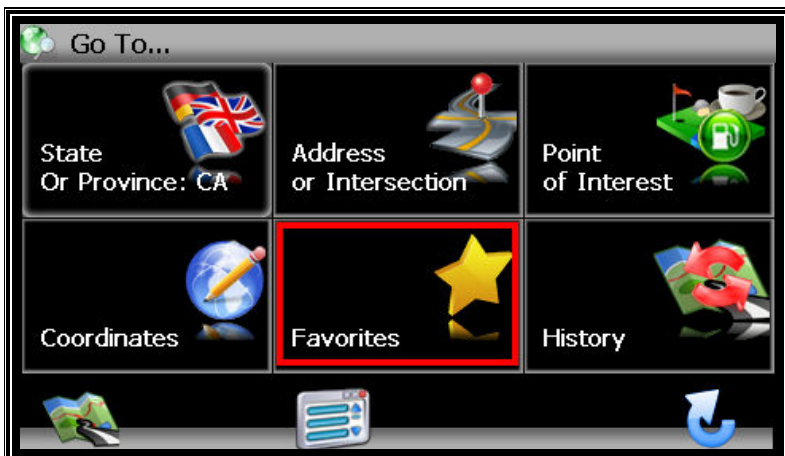 Go To...
State
Or Province: CA
Address
or Intersection
Point
of Interest
Coordinates
Favorites
History